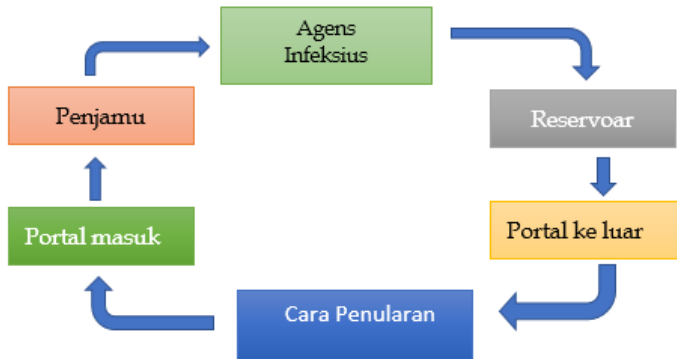 Agens
Infeksius
Penjamu
Reservoar
Portal masuk
Portal ke luar
Cara Penularan